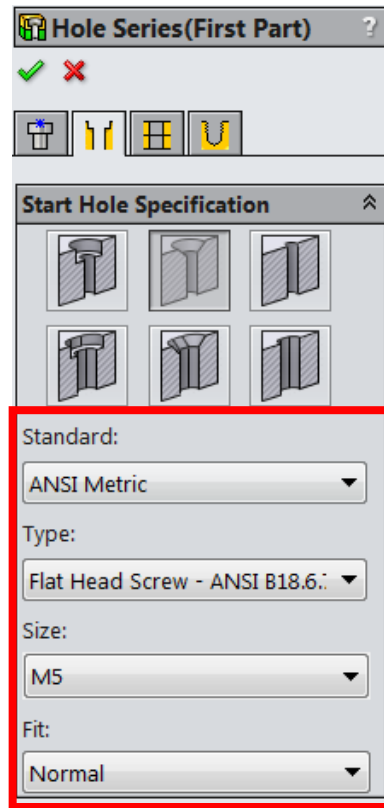 Hole Series(First Part) ?
Start Hole Specification
Standard:
ANSI Metric
Type:
Flat Head Screw - ANSI B18.6.
Size:
M5
Fit:
Normal